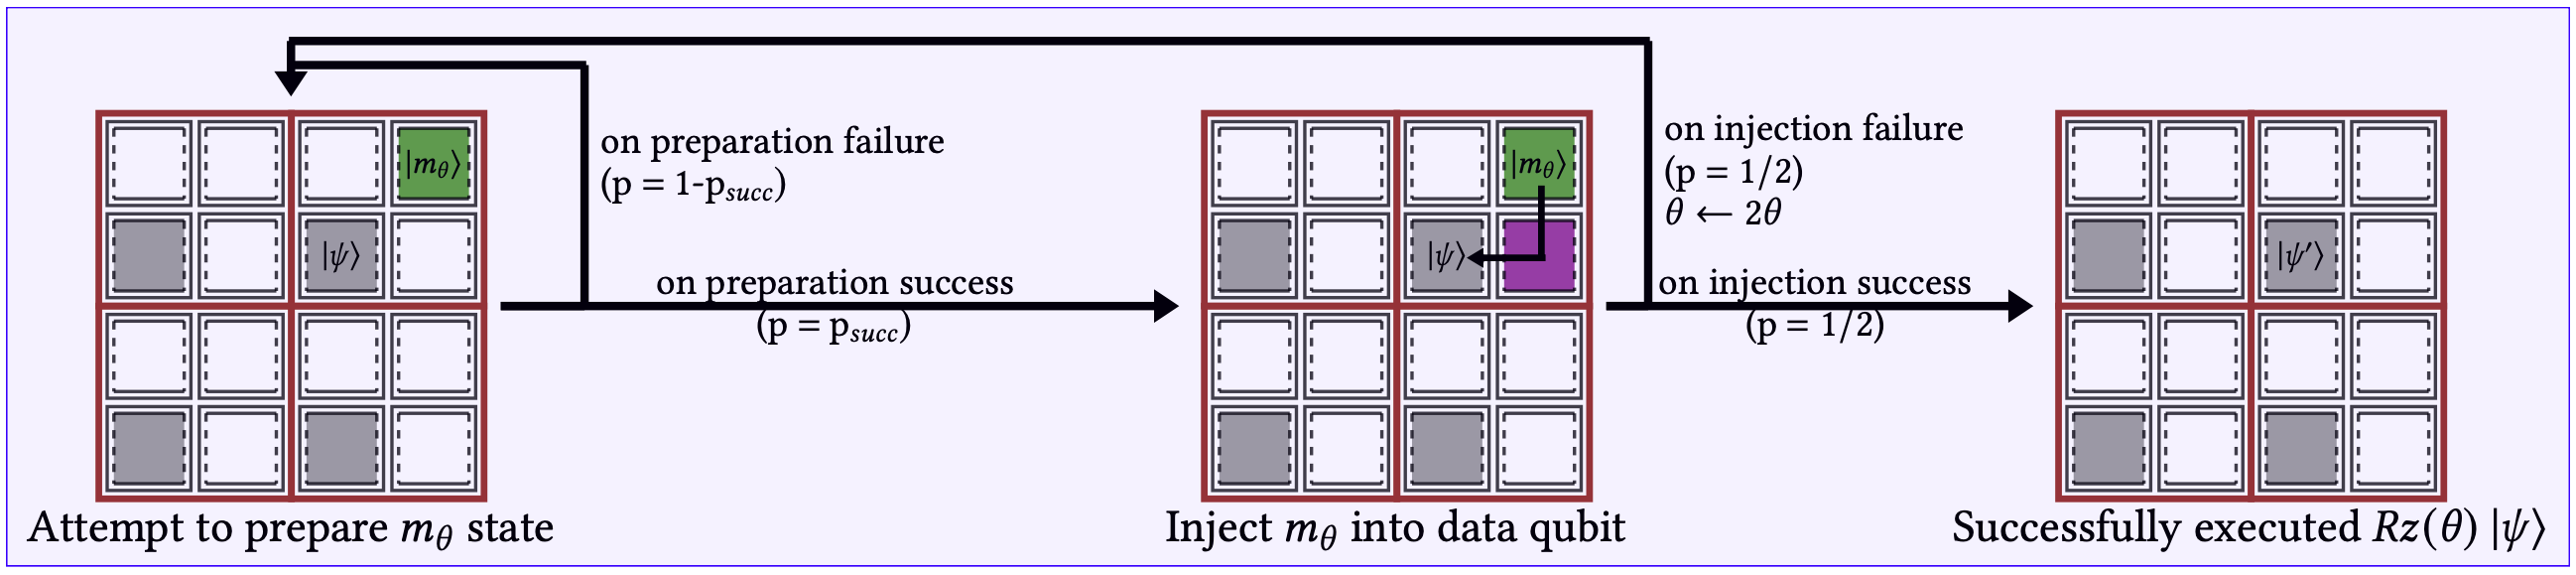 |m_θ⟩
|ψ⟩
Attempt to prepare m_θ state
on preparation failure
(p = 1-p_succ)
on preparation success
(p = p_succ)
|m_θ⟩
|ψ⟩
Inject m_θ into data qubit
on injection failure
(p = 1/2)
θ ← 2θ
on injection success
(p = 1/2)
|ψ′⟩
Successfully executed Rz(θ) |ψ⟩